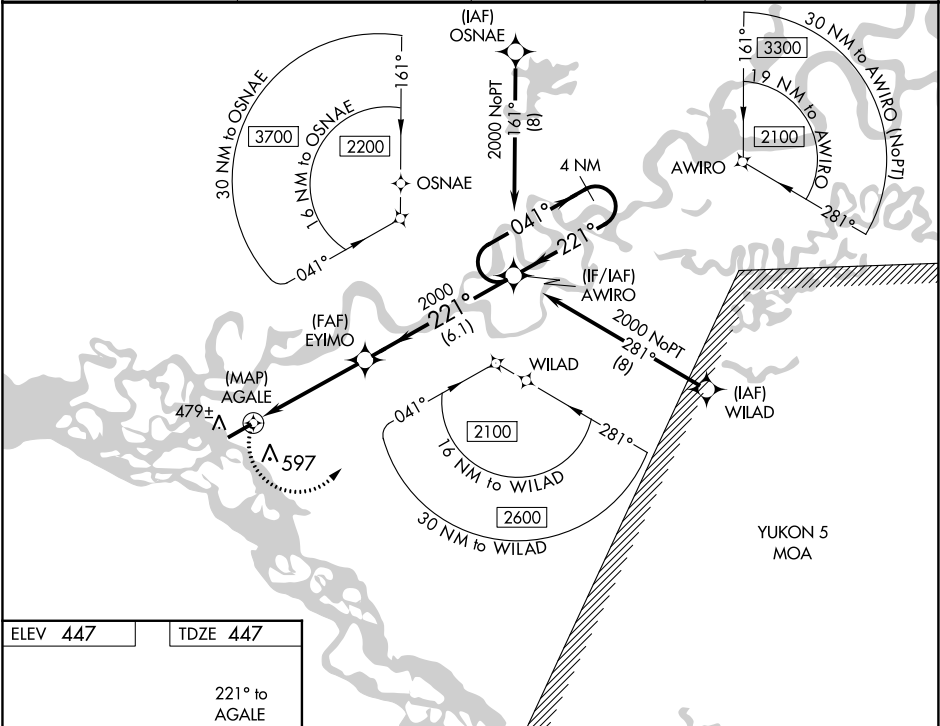 (IAF)
OSNAE
2000 NoPT
161°
(8)
30 NM to OSNAE
3700
16 NM to OSNAE
2200
161°
OSNAE
041°
30 NM to AWIRO (NoPT)
3300
161°
19 NM to AWIRO
2100
AWIRO
281°
4 NM
041°
221°
(IF/IAF)
AWIRO
2000
221°
(6.1)
(FAF)
EYIMO
2000 NoPT
281°
(8)
(IAF)
WILAD
(MAP)
AGALE
479±
597
WILAD
041°
281°
2100
16 NM to WILAD
2600
30 NM to WILAD
YUKON 5
MOA
ELEV 447
TDZE 447
221° to
AGALE